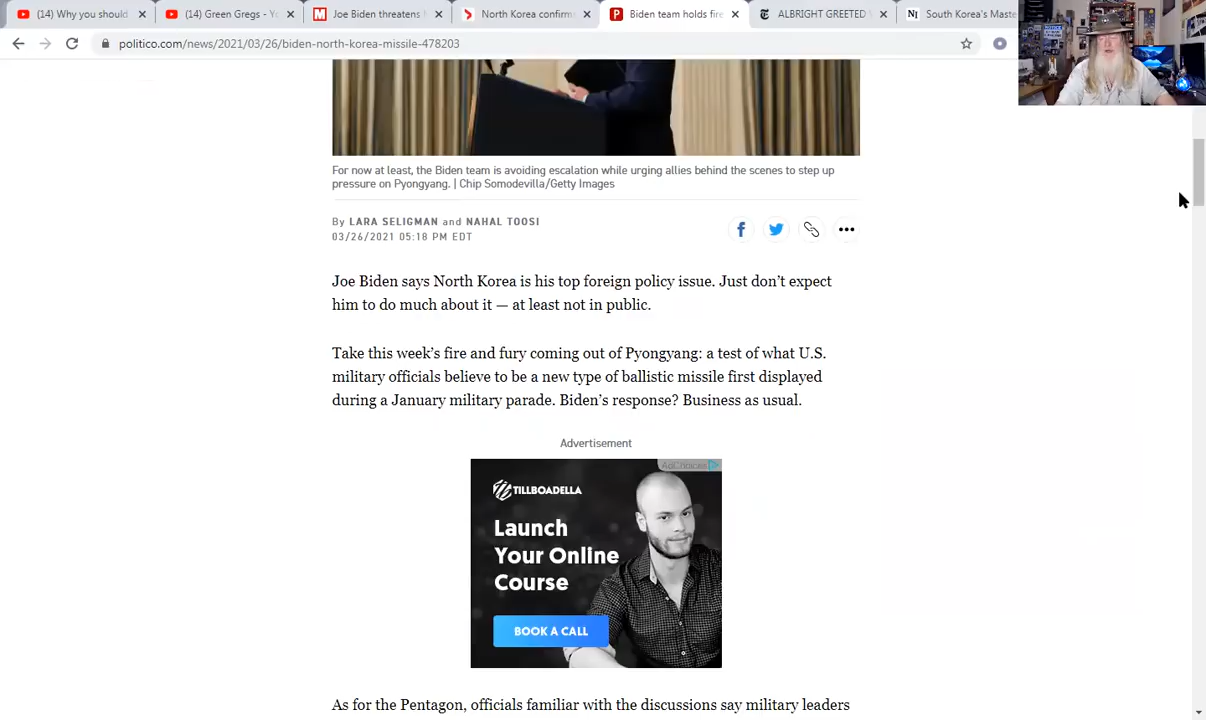 (14) Why you should
(14) Green Gregs - Yo
Joe Biden threatens
North Korea confirm
Biden team holds fire
ALBRIGHT GREETED
South Korea's Maste
politico.com/news/2021/03/26/biden-north-korea-missile-478203
For now at least, the Biden team is avoiding escalation while urging allies behind the scenes to step up
pressure on Pyongyang. | Chip Somodevilla/Getty Images
By LARA SELIGMAN and NAHAL TOOSI
03/26/2021 05:18 PM EDT
Joe Biden says North Korea is his top foreign policy issue. Just don’t expect
him to do much about it — at least not in public.
Take this week’s fire and fury coming out of Pyongyang: a test of what U.S.
military officials believe to be a new type of ballistic missile first displayed
during a January military parade. Biden’s response? Business as usual.
Advertisement
AdChoices
TILLBOADELLA
Launch
Your Online
Course
BOOK A CALL
As for the Pentagon, officials familiar with the discussions say military leaders